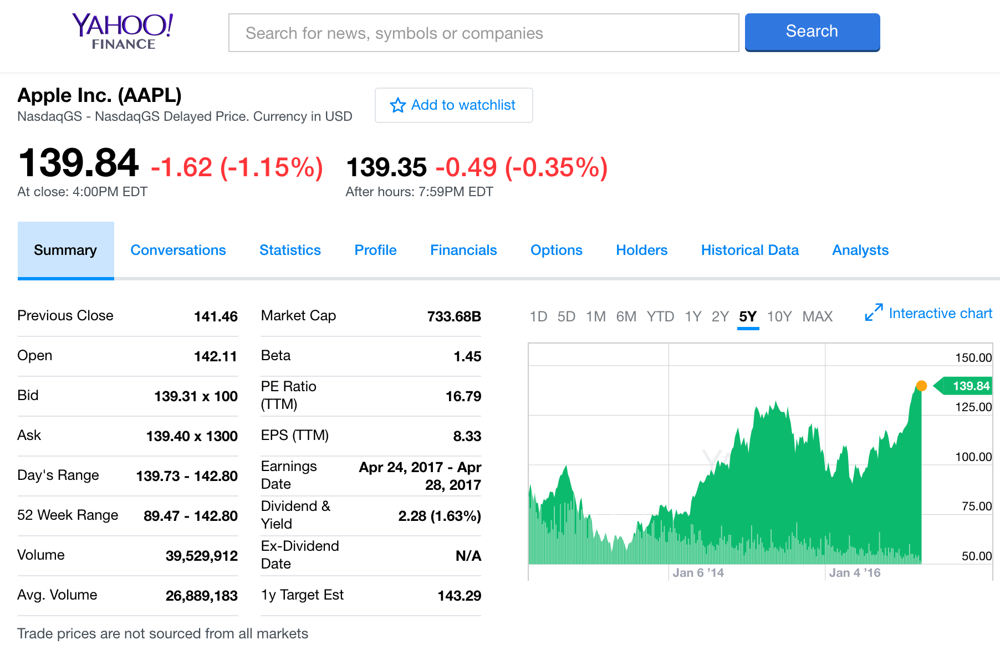 YAHOO!
FINANCE
Search for news, symbols or companies
Search
Apple Inc. (AAPL)
NasdaqGS - NasdaqGS Delayed Price. Currency in USD
Add to watchlist
139.84 -1.62 (-1.15%)
At close: 4:00PM EDT
139.35 -0.49 (-0.35%)
After hours: 7:59PM EDT
Summary
Conversations
Statistics
Profile
Financials
Options
Holders
Historical Data
Analysts
Previous Close 141.46
Open 142.11
Bid 139.31 x 100
Ask 139.40 x 1300
Day's Range 139.73 - 142.80
52 Week Range 89.47 - 142.80
Volume 39,529,912
Avg. Volume 26,889,183
Trade prices are not sourced from all markets
Market Cap 733.68B
Beta 1.45
PE Ratio
(TTM) 16.79
EPS (TTM) 8.33
Earnings Apr 24, 2017 - Apr
Date 28, 2017
Dividend &
Yield 2.28 (1.63%)
Ex-Dividend
Date N/A
1y Target Est 143.29
1D 5D 1M 6M YTD 1Y 2Y 5Y 10Y MAX
Interactive chart
150.00
139.84
125.00
100.00
75.00
50.00
Jan 6 ’14
Jan 4 ’16